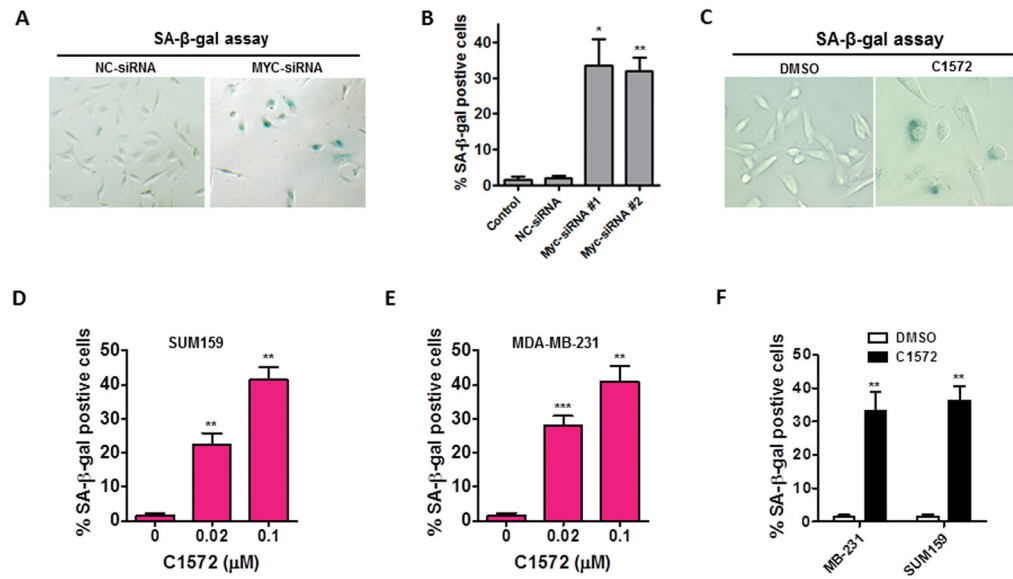 A
SA-β-gal assay
NC-siRNA MYC-siRNA
B
% SA-β-gal postive cells
40
30
20
10
0
* **
Control NC-siRNA Myc-siRNA #1 Myc-siRNA #2
C
SA-β-gal assay
DMSO C1572
D
SUM159
% SA-β-gal postive cells
50
40
30
20
10
0
** **
0 0.02 0.1
C1572 (µM)
E
MDA-MB-231
% SA-β-gal postive cells
50
40
30
20
10
0
*** **
0 0.02 0.1
C1572 (µM)
F
DMSO
C1572
% SA-β-gal postive cells
50
40
30
20
10
0
** **
MB-231 SUM159